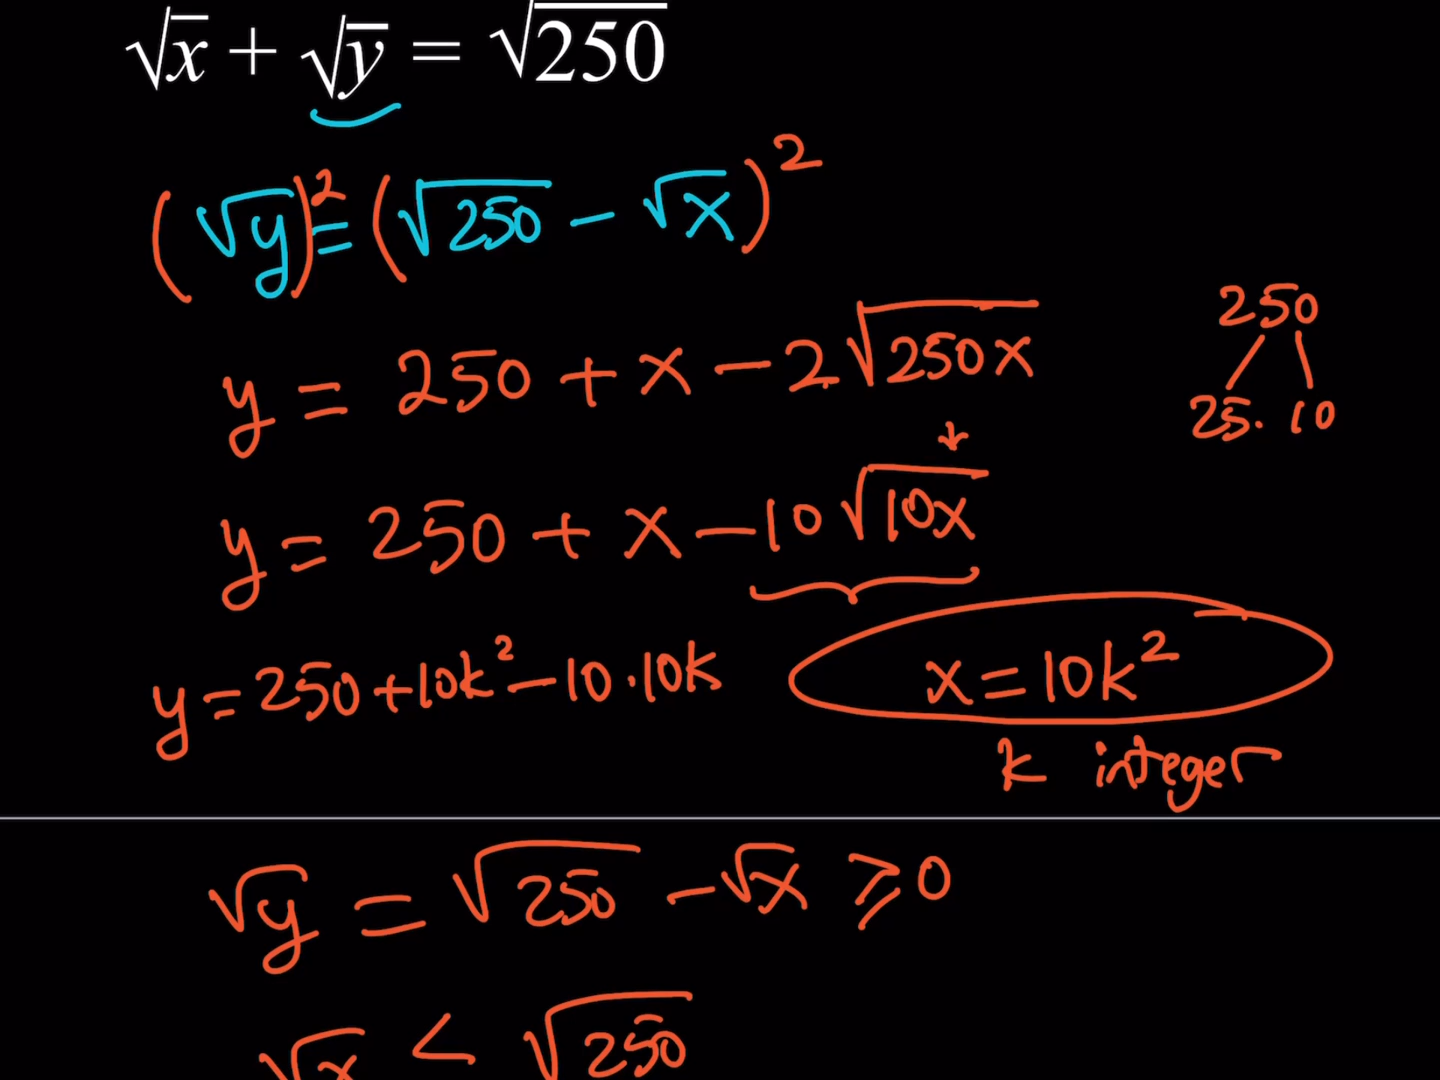 √x + √y = √250
(√y)² = (√250 − √x)²
y = 250 + x − 2√250x
250
25 · 10
y = 250 + x − 10√10x
y = 250 + 10k² − 10 · 10k
x = 10k²
k integer
√y = √250 − √x ⩾ 0
√x < √250